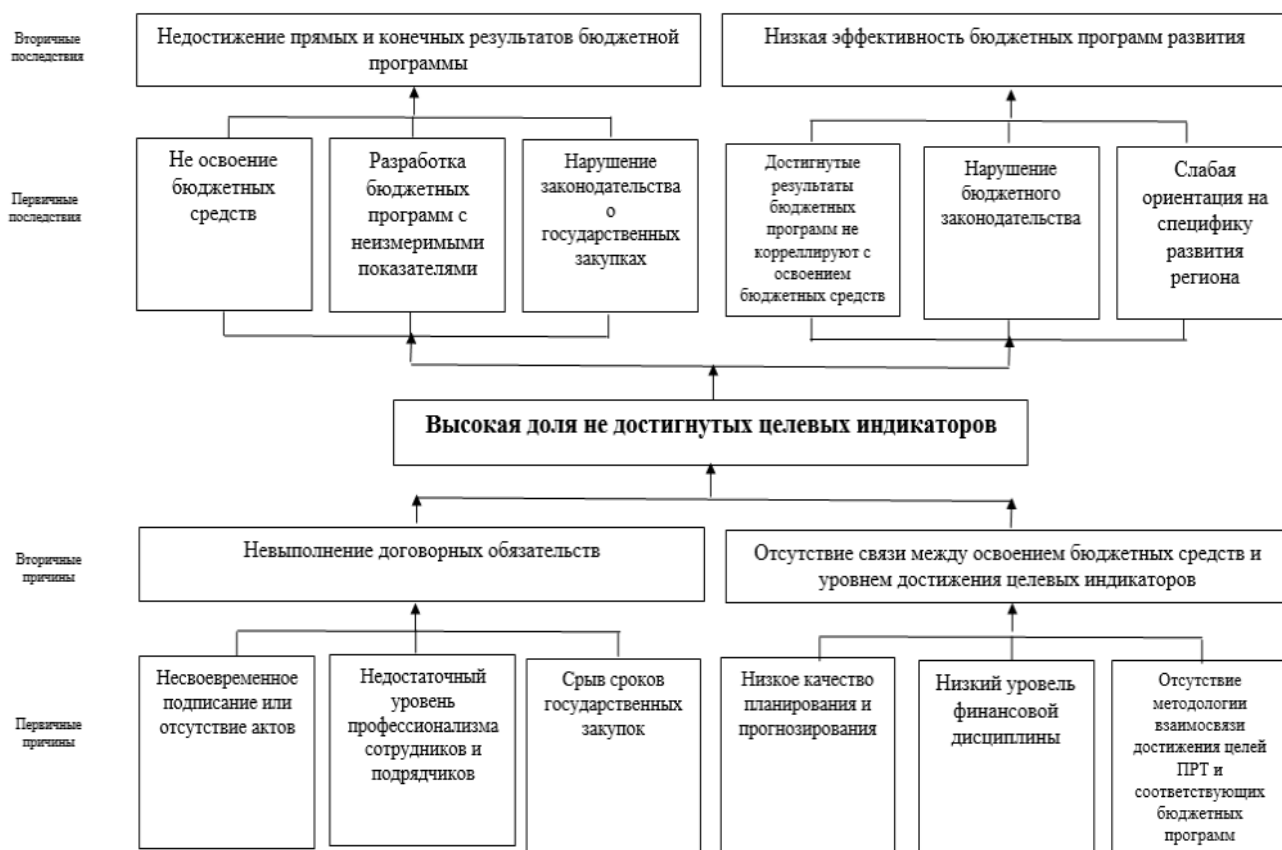 Вторичные
последствия
Недостижение прямых и конечных результатов бюджетной
программы
Низкая эффективность бюджетных программ развития
Первичные
последствия
Не освоение
бюджетных
средств
Разработка
бюджетных
программ с
неизмеримыми
показателями
Нарушение
законодательства
о
государственных
закупках
Достигнутые
результаты
бюджетных
программ не
корреллируют с
освоением
бюджетных средств
Нарушение
бюджетного
законодательства
Слабая
ориентация на
специфику
развития
региона
Высокая доля не достигнутых целевых индикаторов
Вторичные
причины
Невыполнение договорных обязательств
Отсутствие связи между освоением бюджетных средств и
уровнем достижения целевых индикаторов
Первичные
причины
Несвоевременное
подписание или
отсутствие актов
Недостаточный
уровень
профессионализма
сотрудников и
подрядчиков
Срыв сроков
государственных
закупок
Низкое качество
планирования и
прогнозирования
Низкий уровель
финансовой
дисциплины
Отсутствие
методологии
взаимосвязи
достижения целей
ПРТ и
соответствующих
бюджетных
программ